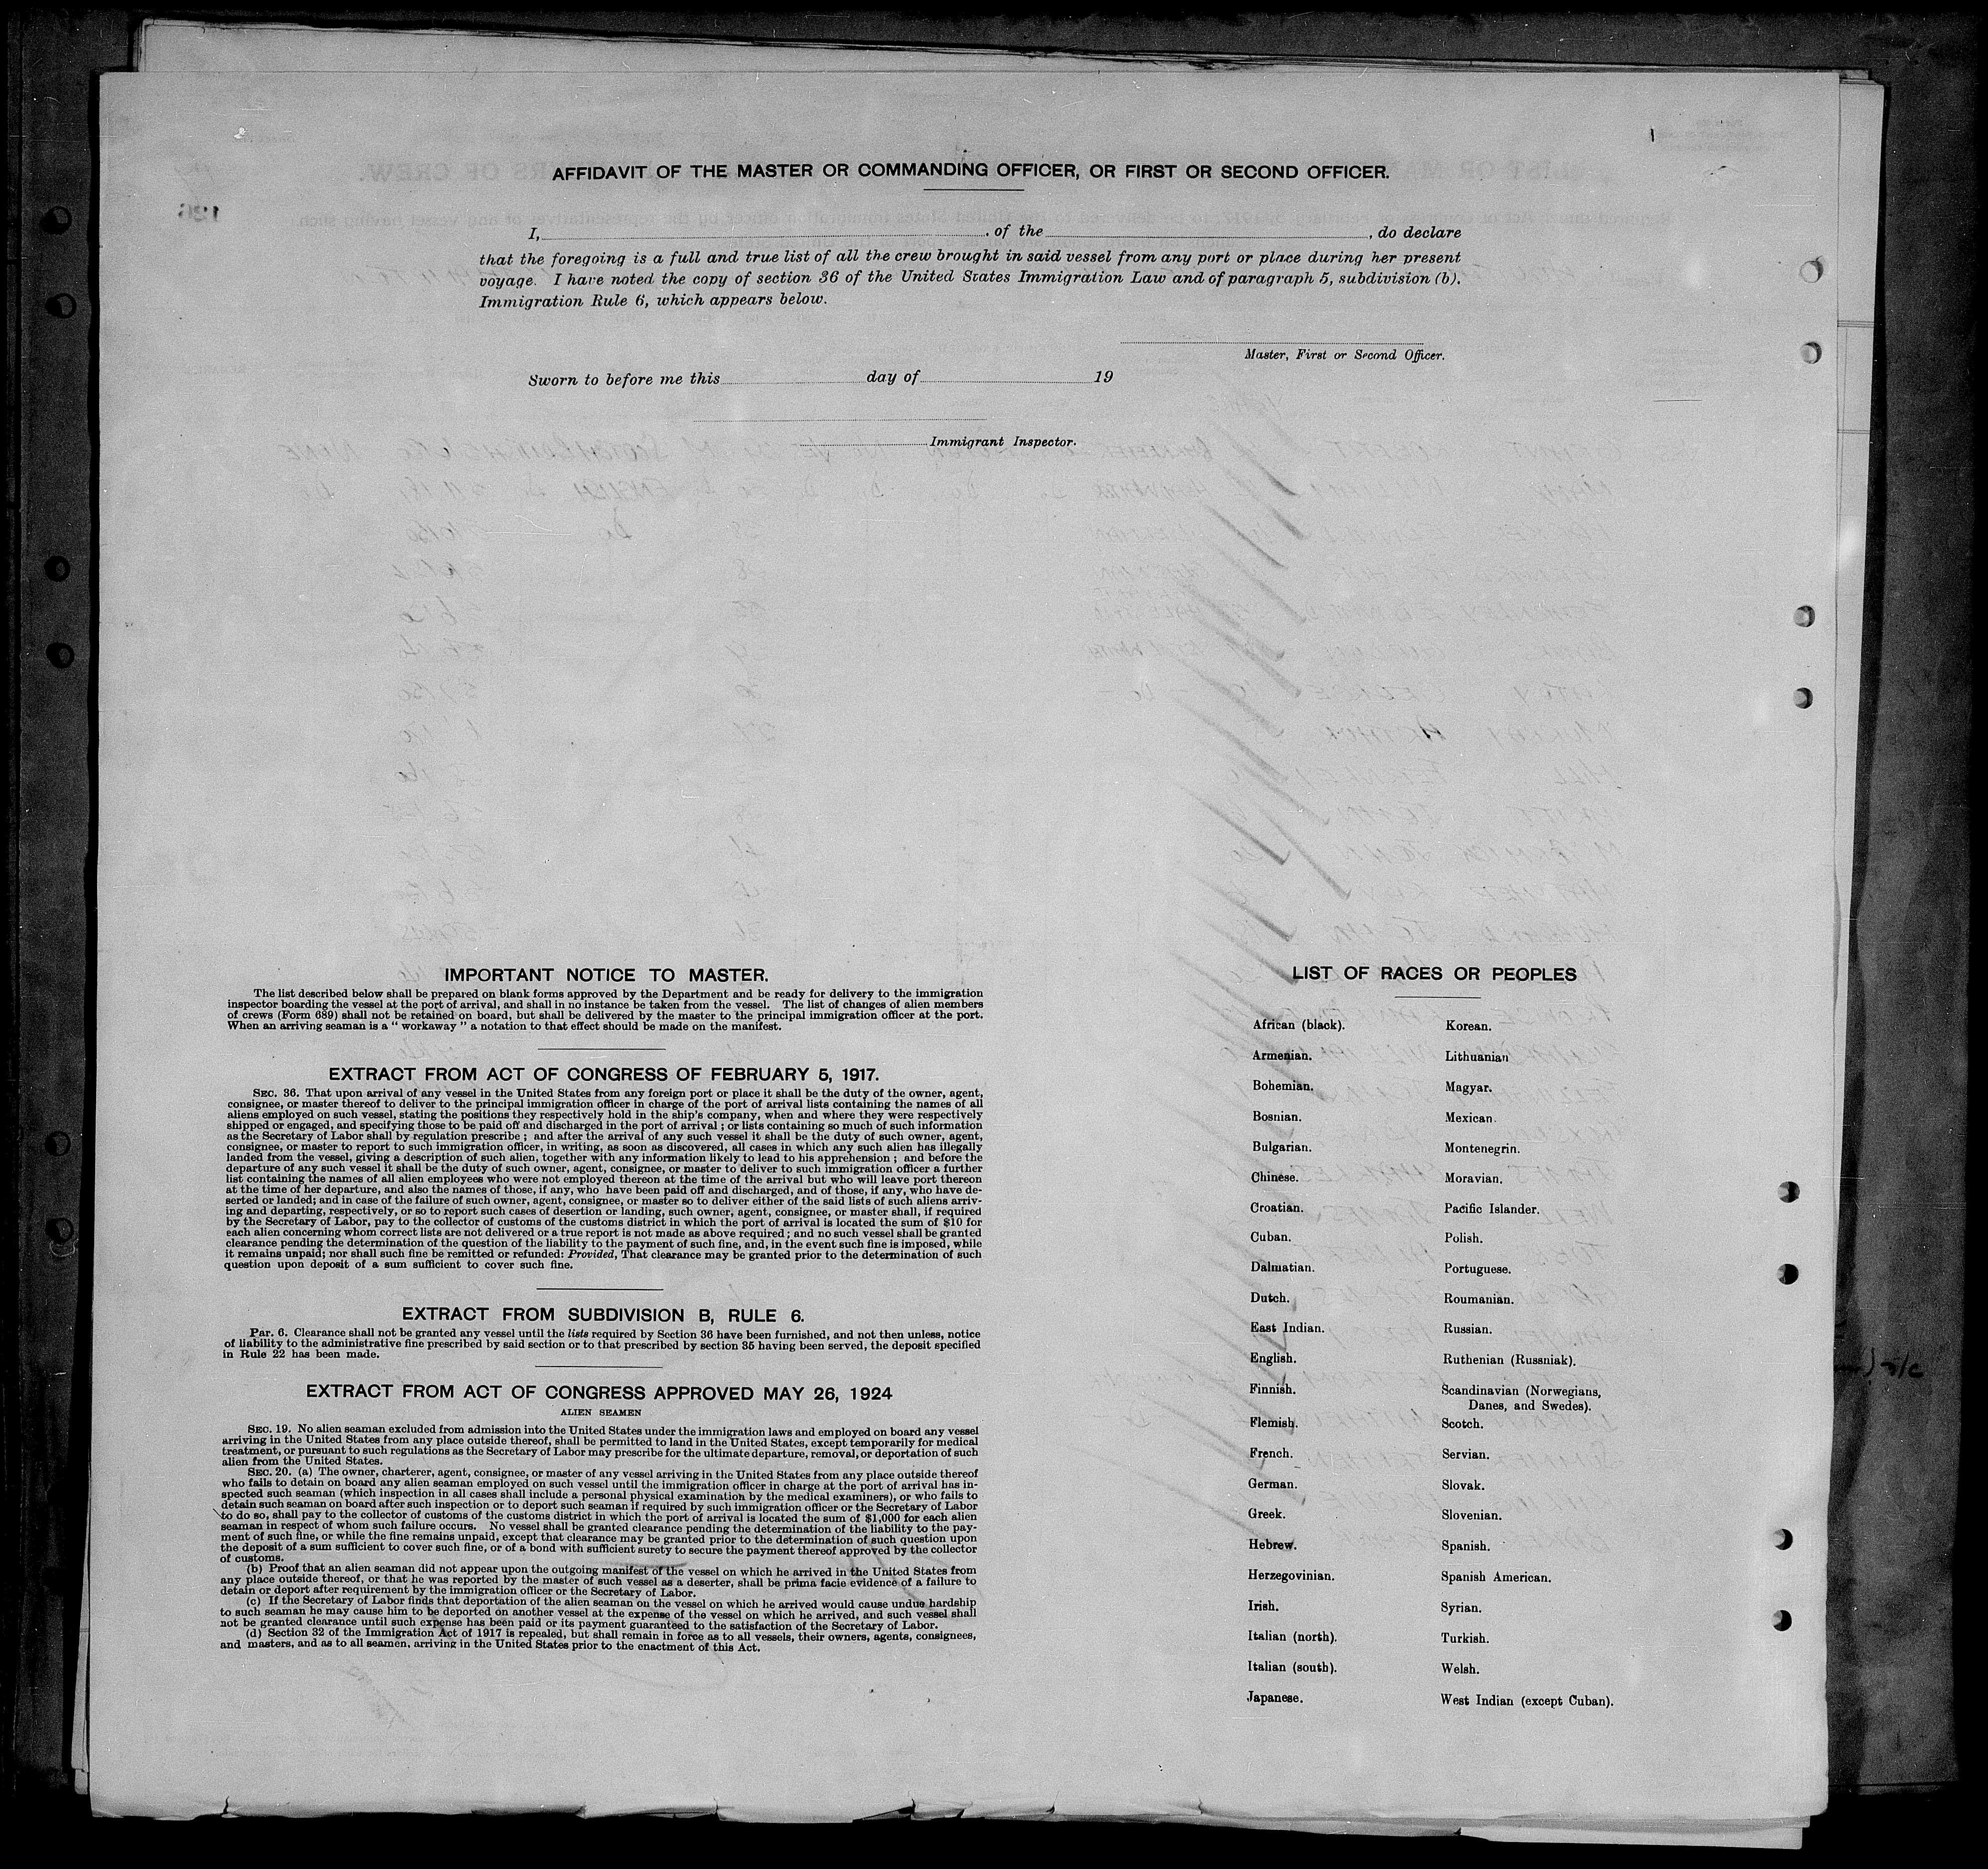 AFFIDAVIT OF THE MASTER OR COMMANDING OFFICER, OR FIRST OR SECOND OFFICER.
I, , of the , do declare
that the foregoing is a full and true list of all the crew brought in said vessel from any port or place during her present
voyage. I have noted the copy of section 36 of the United States Immigration Law and of paragraph 5, subdivision (b).
Immigration Rule 6, which appears below.
Master, First or Second Officer.
Sworn to before me this day of 19
Immigrant Inspector.
IMPORTANT NOTICE TO MASTER.
The list described below shall be prepared on blank forms approved by the Department and be ready for delivery to the immigration
inspector boarding the vessel at the port of arrival, and shall in no instance be taken from the vessel. The list of changes of alien members
of crews (Form 689) shall not be retained on board, but shall be delivered by the master to the principal immigration officer at the port.
When an arriving seaman is a " workaway " a notation to that effect should be made on the manifest.
EXTRACT FROM ACT OF CONGRESS OF FEBRUARY 5, 1917.
SEC. 36. That upon arrival of any vessel in the United States from any foreign port or place it shall be the duty of the owner, agent,
consignee, or master thereof to deliver to the principal immigration officer in charge of the port of arrival lists containing the names of all
aliens employed on such vessel, stating the positions they respectively hold in the ship's company, when and where they were respectively
shipped or engaged, and specifying those to be paid off and discharged in the port of arrival ; or lists containing so much of such information
as the Secretary of Labor shall by regulation prescribe ; and after the arrival of any such vessel it shall be the duty of such owner, agent,
consignee, or master to report to such immigration officer, in writing, as soon as discovered, all cases in which any such alien has illegally
landed from the vessel, giving a description of such alien, together with any information likely to lead to his apprehension ; and before the
departure of any such vessel it shall be the duty of such owner, agent, consignee, or master to deliver to such immigration officer a further
list containing the names of all alien employees who were not employed thereon at the time of the arrival but who will leave port thereon
at the time of her departure, and also the names of those, if any, who have been paid off and discharged, and of those, if any, who have de-
serted or landed; and in case of the failure of such owner, agent, consignee, or master so to deliver either of the said lists of such aliens arriv-
ing and departing, respectively, or so to report such cases of desertion or landing, such owner, agent, consignee, or master shall, if required
by the Secretary of Labor, pay to the collector of customs of the customs district in which the port of arrival is located the sum of $10 for
each alien concerning whom correct lists are not delivered or a true report is not made as above required ; and no such vessel shall be granted
clearance pending the determination of the question of the liability to the payment of such fine, and, in the event such fine is imposed, while
it remains unpaid; nor shall such fine be remitted or refunded: Provided, That clearance may be granted prior to the determination of such
question upon deposit of a sum sufficient to cover such fine.
EXTRACT FROM SUBDIVISION B, RULE 6.
Par. 6. Clearance shall not be granted any vessel until the lists required by Section 36 have been furnished, and not then unless, notice
of liability to the administrative fine prescribed by said section or to that prescribed by section 35 having been served, the deposit specified
in Rule 22 has been made.
EXTRACT FROM ACT OF CONGRESS APPROVED MAY 26, 1924
ALIEN SEAMEN
SEC. 19. No alien seaman excluded from admission into the United States under the immigration laws and employed on board any vessel
arriving in the United States from any place outside thereof, shall be permitted to land in the United States, except temporarily for medical
treatment, or pursuant to such regulations as the Secretary of Labor may prescribe for the ultimate departure, removal, or deportation of such
alien from the United States.
SEC. 20. (a) The owner, charterer, agent, consignee, or master of any vessel arriving in the United States from any place outside thereof
who fails to detain on board any alien seaman employed on such vessel until the immigration officer in charge at the port of arrival has in-
spected such seaman (which inspection in all cases shall include a personal physical examination by the medical examiners), or who fails to
detain such seaman on board after such inspection or to deport such seaman if required by such immigration officer or the Secretary of Labor
to do so, shall pay to the collector of customs of the customs district in which the port of arrival is located the sum of $1,000 for each alien
seaman in respect of whom such failure occurs. No vessel shall be granted clearance pending the determination of the liability to the pay-
ment of such fine, or while the fine remains unpaid, except that clearance may be granted prior to the determination of such question upon
the deposit of a sum sufficient to cover such fine, or of a bond with sufficient surety to secure the payment thereof approved by the collector
of customs.
(b) Proof that an alien seaman did not appear upon the outgoing manifest of the vessel on which he arrived in the United States from
any place outside thereof, or that he was reported by the master of such vessel as a deserter, shall be prima facie evidence of a failure to
detain or deport after requirement by the immigration officer or the Secretary of Labor.
(c) If the Secretary of Labor finds that deportation of the alien seaman on the vessel on which he arrived would cause undue hardship
to such seaman he may cause him to be deported on another vessel at the expense of the vessel on which he arrived, and such vessel shall
not be granted clearance until such expense has been paid or its payment guaranteed to the satisfaction of the Secretary of Labor.
(d) Section 32 of the Immigration Act of 1917 is repealed, but shall remain in force as to all vessels, their owners, agents, consignees,
and masters, and as to all seamen, arriving in the United States prior to the enactment of this Act.
LIST OF RACES OR PEOPLES
African (black). Korean.
Armenian. Lithuanian
Bohemian. Magyar.
Bosnian. Mexican.
Bulgarian. Montenegrin.
Chinese. Moravian.
Croatian. Pacific Islander.
Cuban. Polish.
Dalmatian. Portuguese.
Dutch. Roumanian.
East Indian. Russian.
English. Ruthenian (Russniak).
Finnish. Scandinavian (Norwegians,
Danes, and Swedes).
Flemish. Scotch.
French. Servian.
German. Slovak.
Greek. Slovenian.
Hebrew. Spanish.
Herzegovinian. Spanish American.
Irish. Syrian.
Italian (north). Turkish.
Italian (south). Welsh.
Japanese. West Indian (except Cuban).